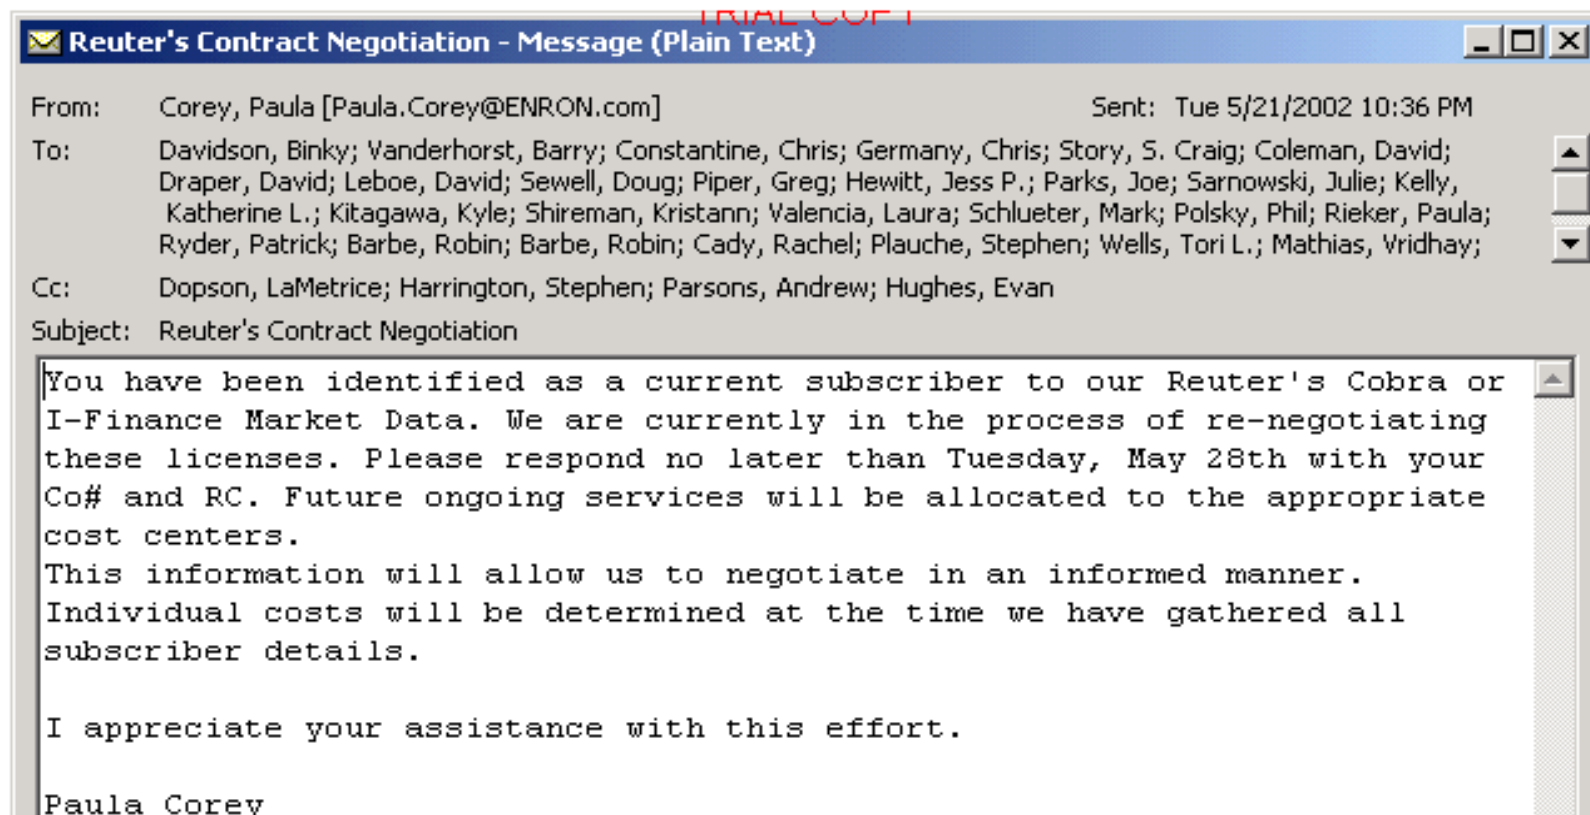 TRIAL COPY
Reuter's Contract Negotiation - Message (Plain Text)
From: Corey, Paula [Paula.Corey@ENRON.com] Sent: Tue 5/21/2002 10:36 PM
To: Davidson, Binky; Vanderhorst, Barry; Constantine, Chris; Germany, Chris; Story, S. Craig; Coleman, David;
Draper, David; Leboe, David; Sewell, Doug; Piper, Greg; Hewitt, Jess P.; Parks, Joe; Sarnowski, Julie; Kelly,
Katherine L.; Kitagawa, Kyle; Shireman, Kristann; Valencia, Laura; Schlueter, Mark; Polsky, Phil; Rieker, Paula;
Ryder, Patrick; Barbe, Robin; Barbe, Robin; Cady, Rachel; Plauche, Stephen; Wells, Tori L.; Mathias, Vridhay;
Cc: Dopson, LaMetrice; Harrington, Stephen; Parsons, Andrew; Hughes, Evan
Subject: Reuter's Contract Negotiation
You have been identified as a current subscriber to our Reuter's Cobra or
I-Finance Market Data. We are currently in the process of re-negotiating
these licenses. Please respond no later than Tuesday, May 28th with your
Co# and RC. Future ongoing services will be allocated to the appropriate
cost centers.
This information will allow us to negotiate in an informed manner.
Individual costs will be determined at the time we have gathered all
subscriber details.
I appreciate your assistance with this effort.
Paula Corey